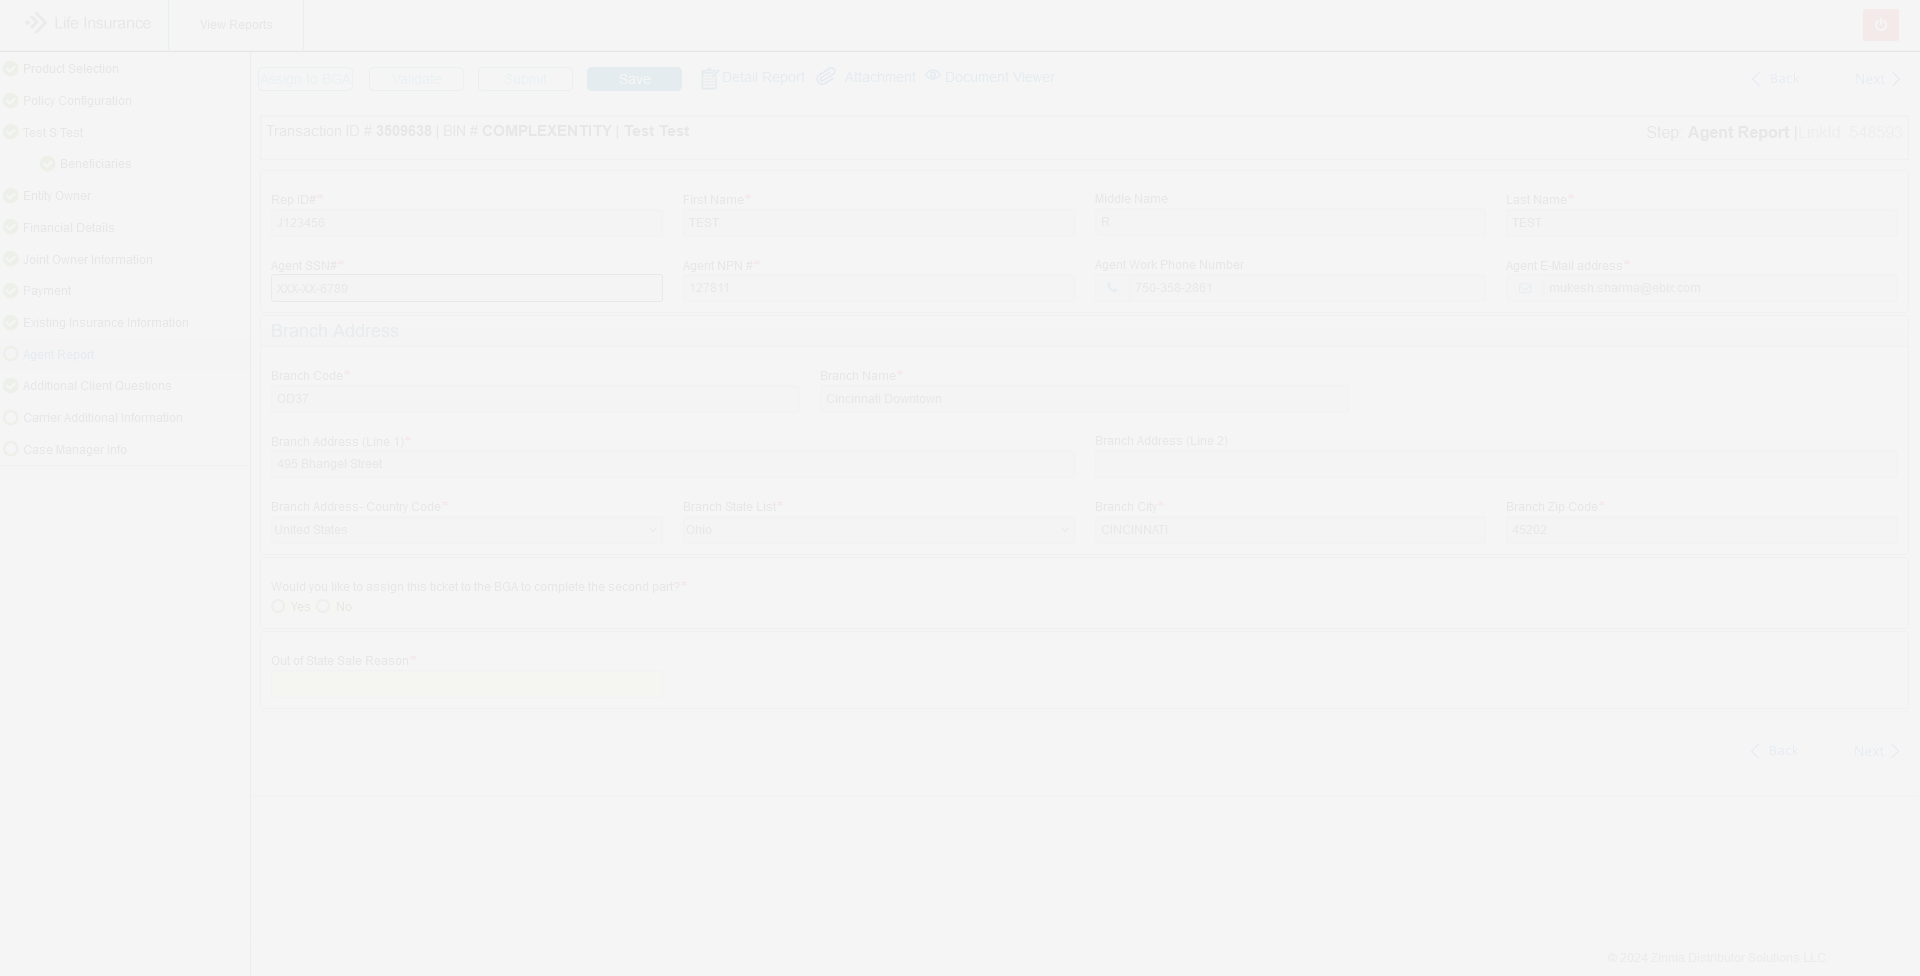 Life Insurance
View Reports
Product Selection
Policy Configuration
Test S Test
Beneficiaries
Entity Owner
Financial Details
Joint Owner Information
Payment
Existing Insurance Information
Agent Report
Additional Client Questions
Carrier Additional Information
Case Manager Info
Assign to BGA Validate Submit Save Detail Report Attachment Document Viewer Back Next
Transaction ID # 3509638 | BIN # COMPLEXENTITY | Test Test
Step: Agent Report |LinkId: 548593
Rep ID#* First Name* Middle Name Last Name*
J123456 TEST R TEST
Agent SSN#* Agent NPN #* Agent Work Phone Number Agent E-Mail address*
XXX-XX-6789 127811 750-358-2861 mukesh.sharma@ebix.com
Branch Address
Branch Code* Branch Name*
OD37 Cincinnati Downtown
Branch Address (Line 1)* Branch Address (Line 2)
495 Bhangel Street
Branch Address- Country Code* Branch State List* Branch City* Branch Zip Code*
United States Ohio CINCINNATI 45202
Would you like to assign this ticket to the BGA to complete the second part?*
Yes No
Out of State Sale Reason*
Back Next
© 2024 Zinnia Distributor Solutions LLC.